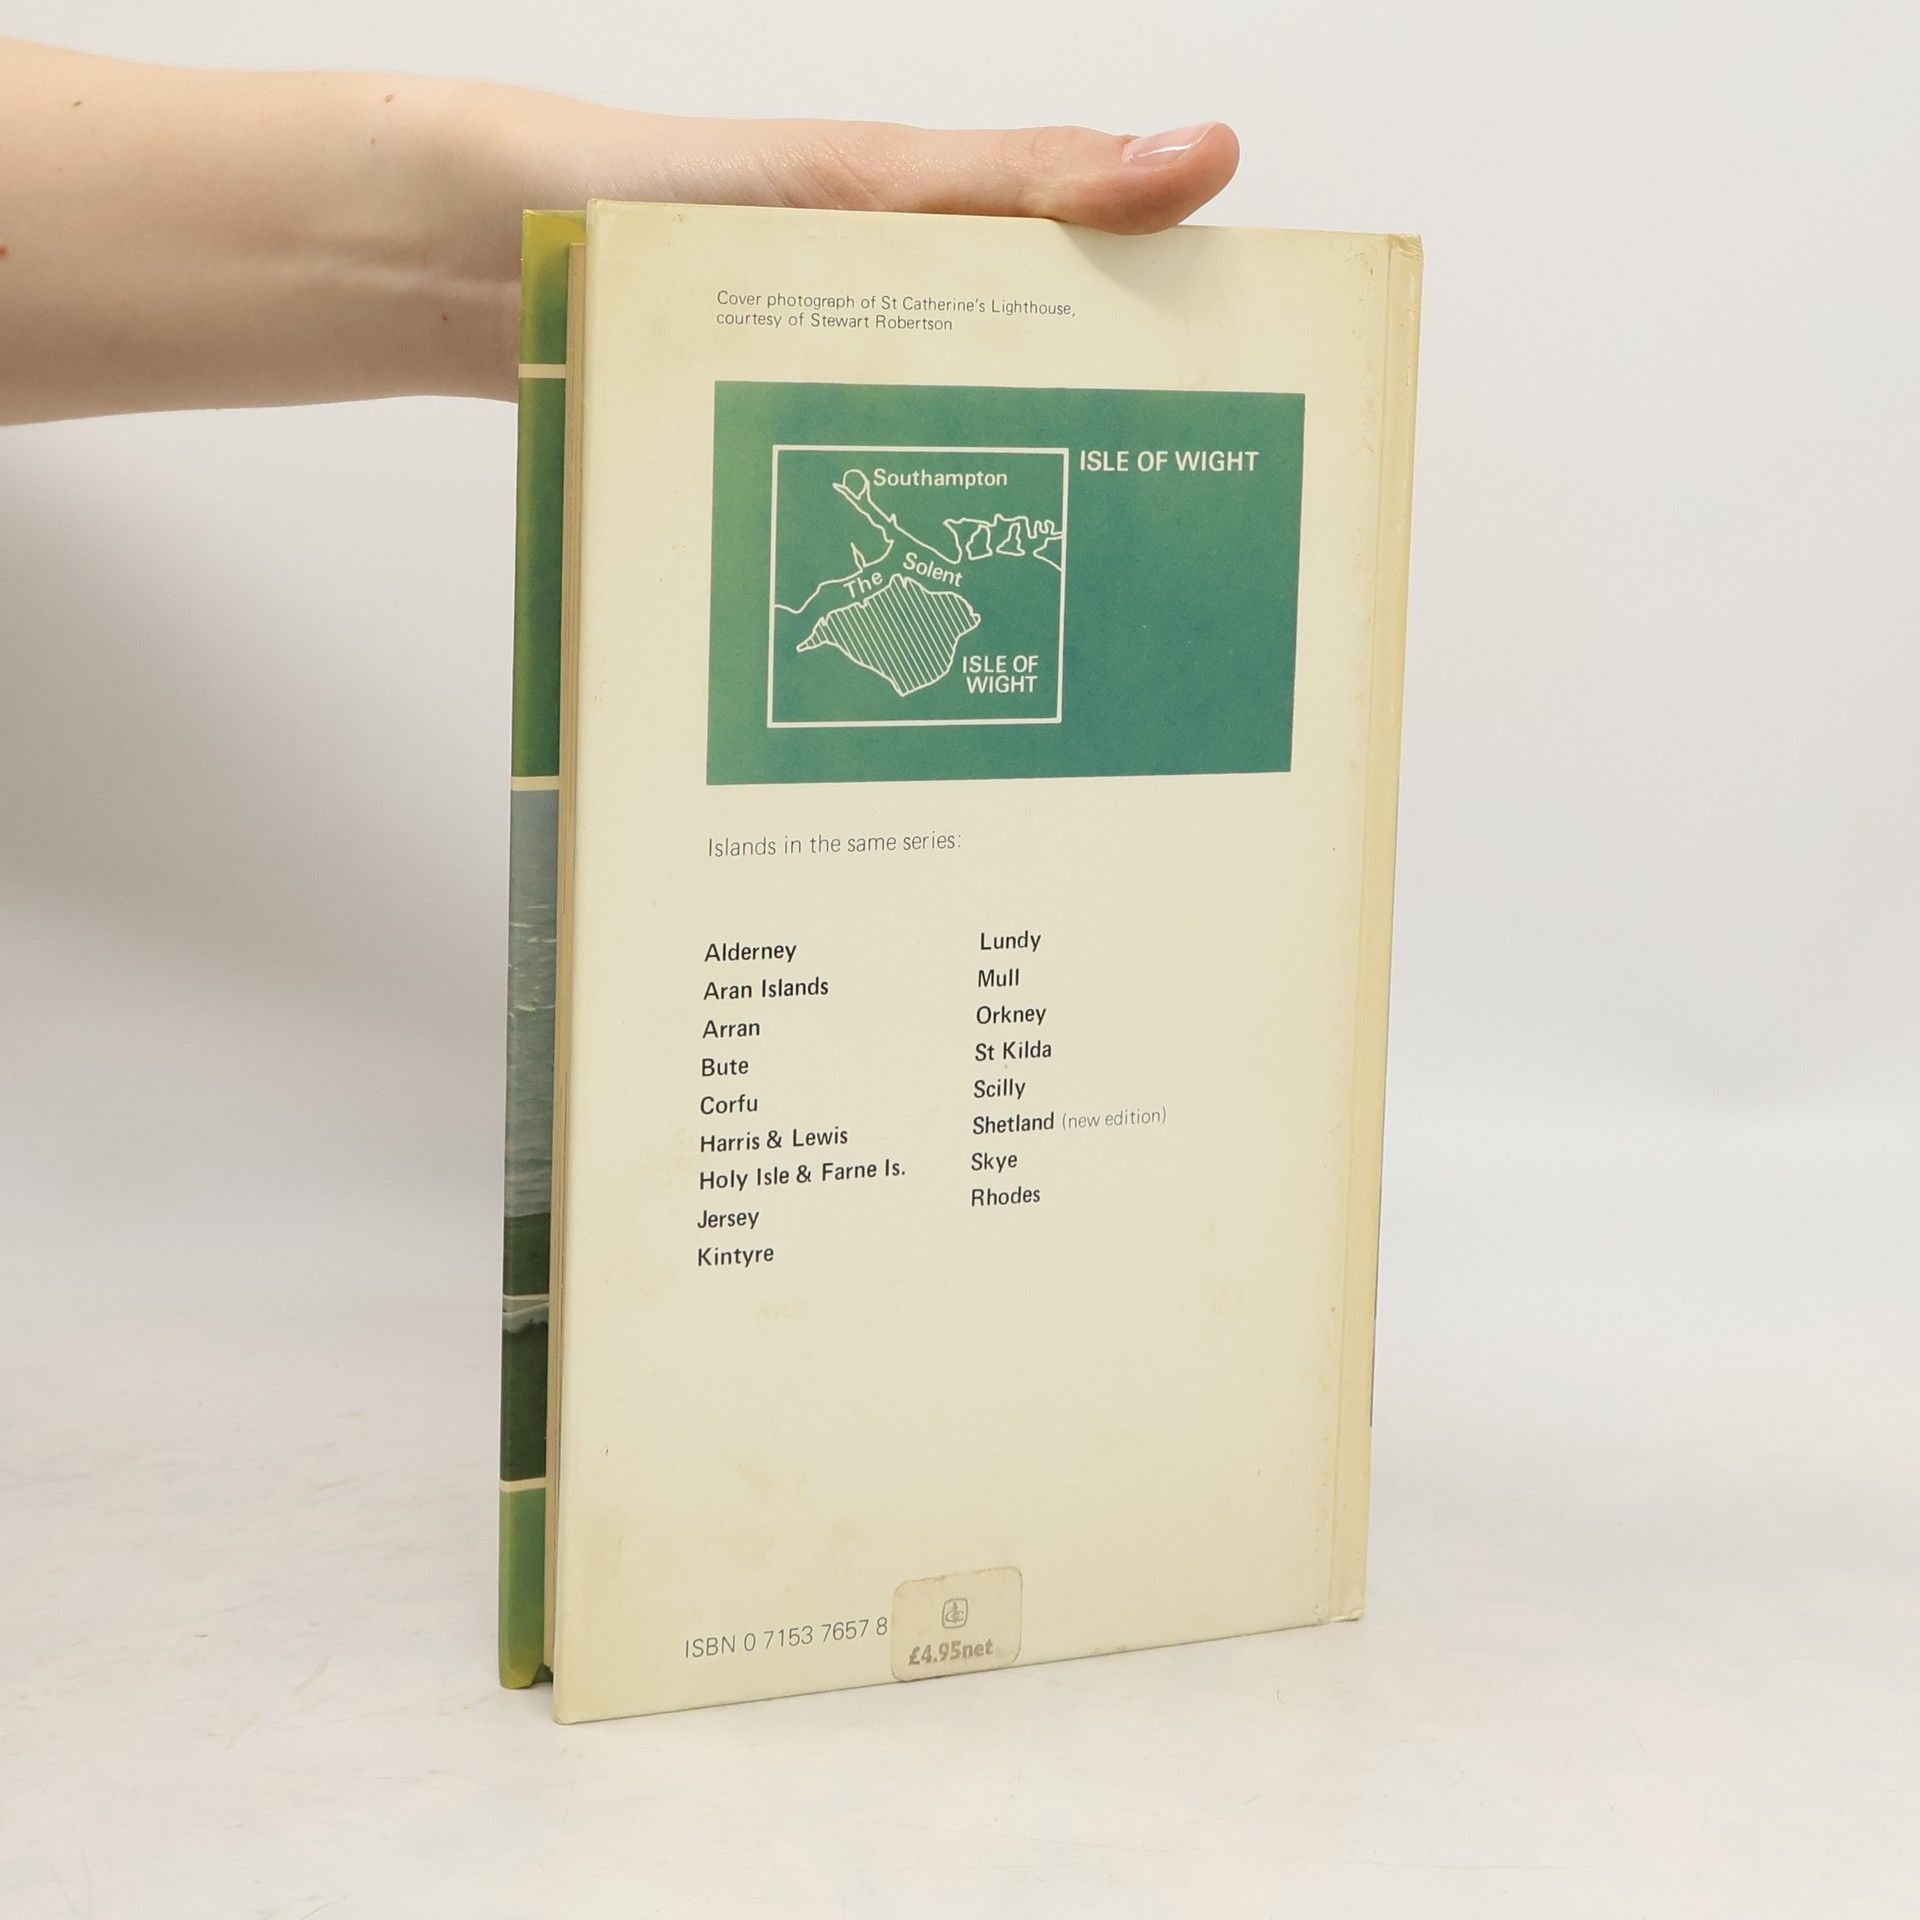 Cover photograph of St Catherine's Lighthouse,
courtesy of Stewart Robertson
ISLE OF WIGHT
Southampton
The Solent
ISLE OF
WIGHT
Islands in the same series:
Alderney
Aran Islands
Arran
Bute
Corfu
Harris & Lewis
Holy Isle & Farne Is.
Jersey
Kintyre
Lundy
Mull
Orkney
St Kilda
Scilly
Shetland (new edition)
Skye
Rhodes
ISBN 0 7153 7657 8
£4.95net